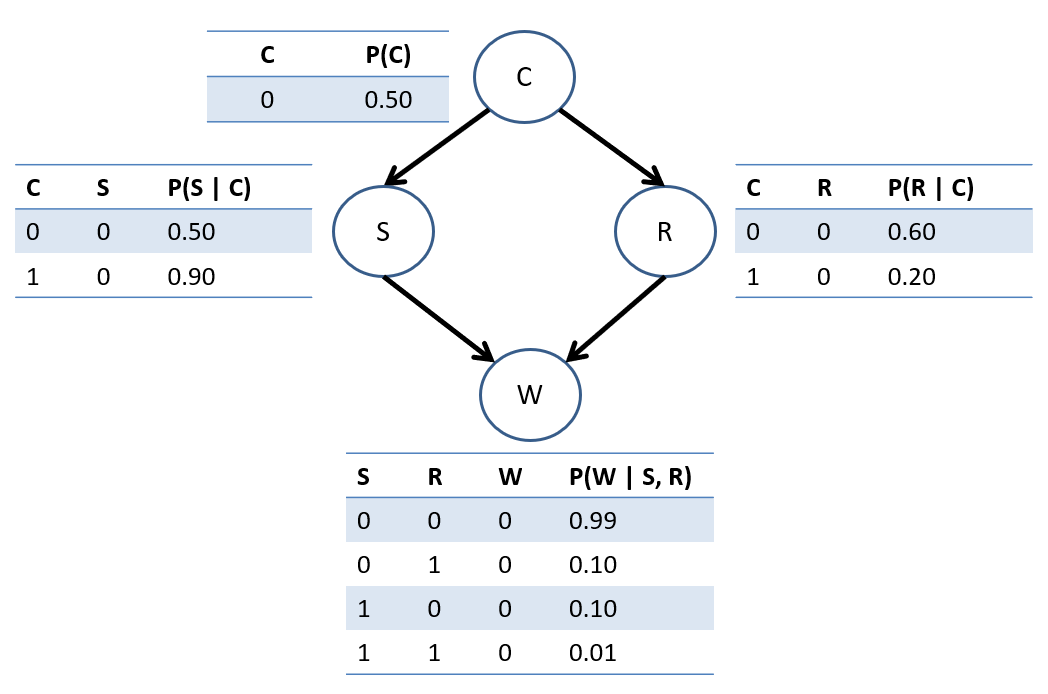 C P(C)
0 0.50
C
C S P(S | C)
0 0 0.50
1 0 0.90
S
R
C R P(R | C)
0 0 0.60
1 0 0.20
W
S R W P(W | S, R)
0 0 0 0.99
0 1 0 0.10
1 0 0 0.10
1 1 0 0.01